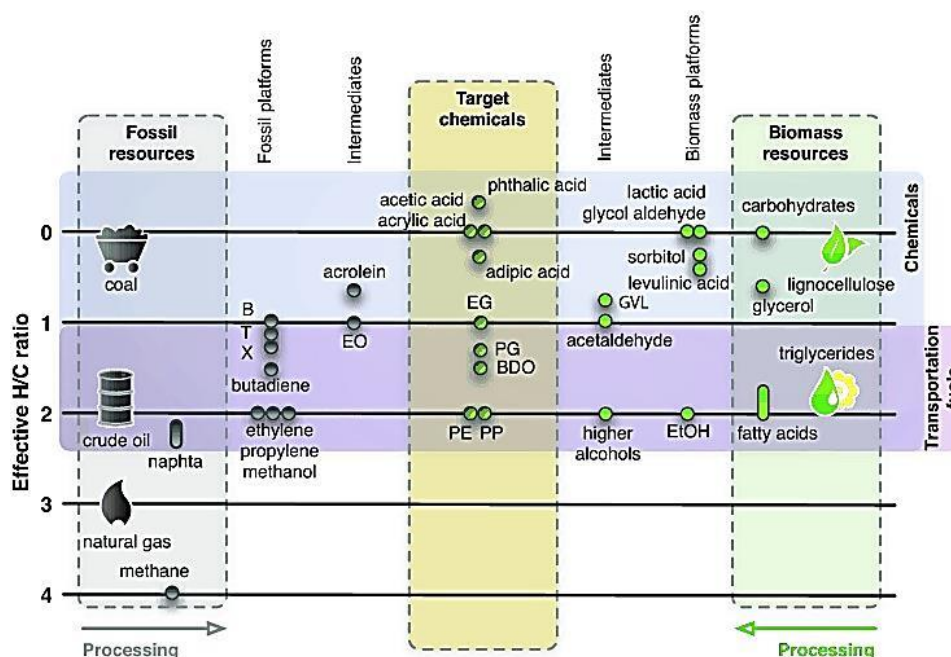 Fossil platforms
Intermediates
Target
chemicals
Intermediates
Biomass platforms
Fossil
resources
Biomass
resources
phthalic acid
acetic acid
acrylic acid
lactic acid
glycol aldehyde
carbohydrates
Chemicals
0
coal
acrolein
adipic acid
sorbitol
levulinic acid
lignocellulose
glycerol
B
EG
GVL
1
T
EO
acetaldehyde
X
PG
BDO
triglycerides
butadiene
Transportation
fuels
Effective H/C ratio
2
crude oil
naphta
ethylene
propylene
methanol
PE PP
higher
alcohols
EtOH
fatty acids
3
natural gas
methane
4
Processing
Processing